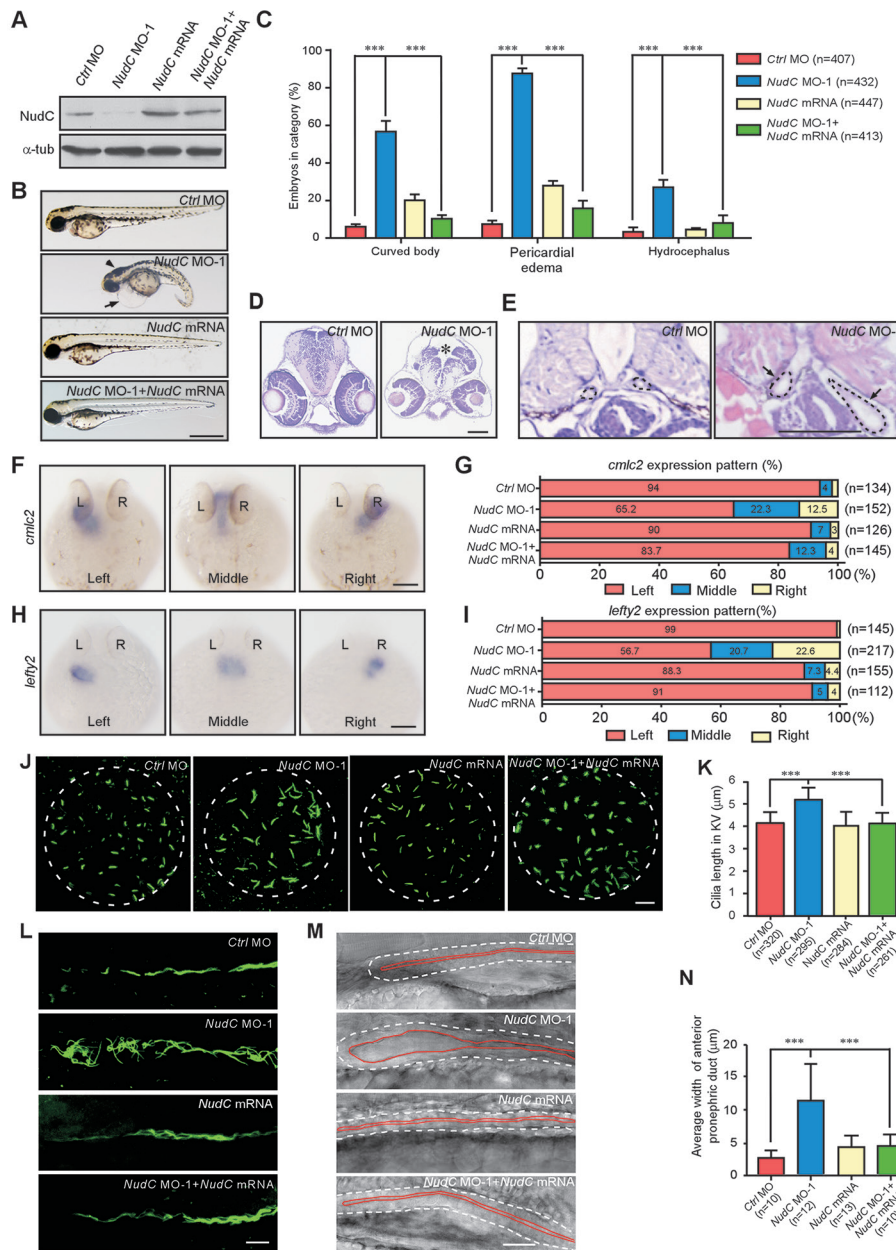 A
Ctrl MO
NudC MO-1
NudC mRNA
NudC MO-1+
NudC mRNA
NudC
α-tub
B
Ctrl MO
NudC MO-1
NudC mRNA
NudC MO-1+NudC mRNA
C
Embryos in category (%)
100
80
60
40
20
0
***
***
***
***
***
***
Curved body
Pericardial
edema
Hydrocephalus
Ctrl MO (n=407)
NudC MO-1 (n=432)
NudC mRNA (n=447)
NudC MO-1+
NudC mRNA (n=413)
D
Ctrl MO
NudC MO-1
*
E
Ctrl MO
NudC MO-
F
cmlc2
L
R
Left
Middle
L
R
Right
G
cmlc2 expression pattern (%)
Ctrl MO
94
4
(n=134)
NudC MO-1
65.2
22.3
12.5
(n=152)
NudC mRNA
90
7
3
(n=126)
NudC MO-1+
NudC mRNA
83.7
12.3
4
(n=145)
0
20
40
60
80
100
(%)
Left
Middle
Right
H
lefty2
L
R
Left
L
R
Middle
L
R
Right
I
lefty2 expression pattern(%)
Ctrl MO
99
(n=145)
NudC MO-1
56.7
20.7
22.6
(n=217)
NudC mRNA
88.3
7.3
4.4
(n=155)
NudC MO-1+
NudC mRNA
91
5
4
(n=112)
0
20
40
60
80
100(%)
Left
Middle
Right
J
Ctrl MO
NudC MO-1
NudC mRNA
NudC MO-1+NudC mRNA
K
Cilia length in KV (μm)
6
5
4
3
2
1
0
***
***
Ctrl MO
(n=320)
NudC MO-1
(n=295)
NudC mRNA
(n=284)
NudC MO-1+
NudC mRNA
(n=261)
L
Ctrl MO
NudC MO-1
NudC mRNA
NudC MO-1+NudC mRNA
M
Ctrl MO
NudC MO-1
NudC mRNA
NudC MO-1+NudC mRNA
N
Average width of anterior
pronephric duct (μm)
20
15
10
5
0
***
***
Ctrl MO
(n=10)
NudC MO-1
(n=12)
NudC mRNA
(n=13)
NudC MO-1+
NudC mRN
(n=10